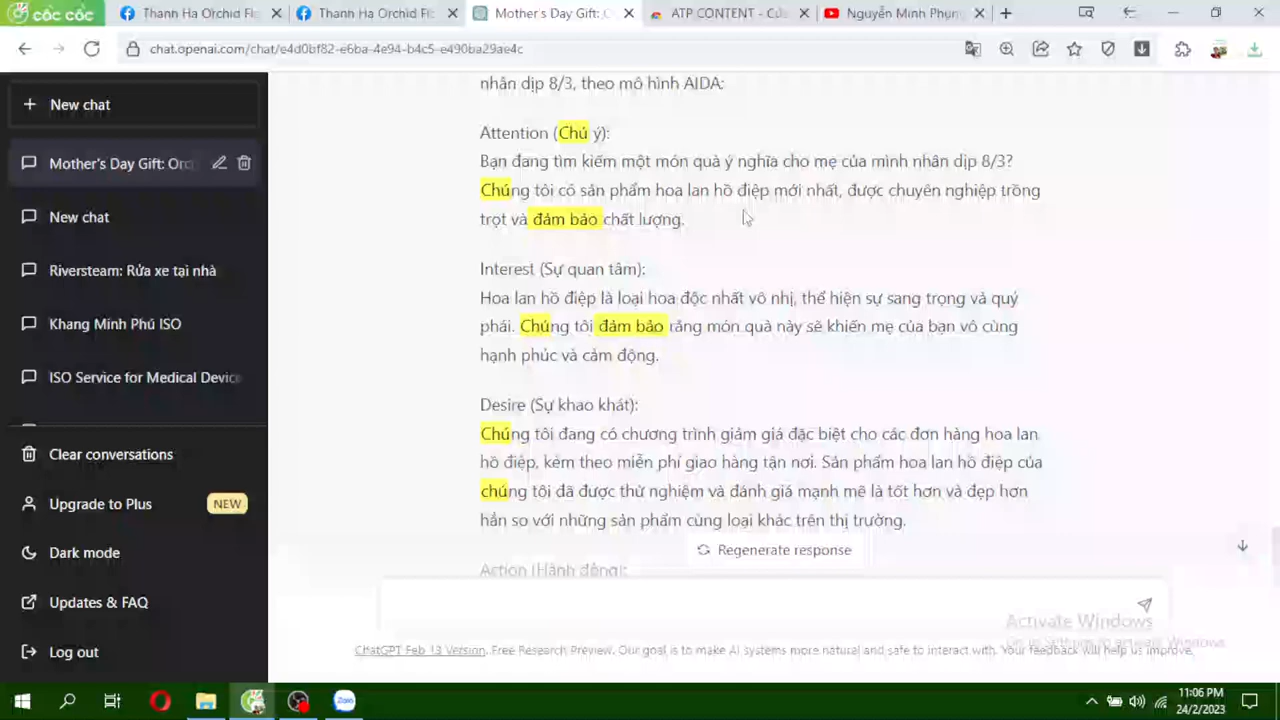 cốc cốc
Thanh Ha Orchid Fl
Thanh Ha Orchid Flo
Mother's Day Gift:
ATP CONTENT - Cu
Nguyễn Minh Phụng
chat.openai.com/chat/e4d0bf82-e6ba-4e94-b4c5-e490ba29ae4c
New chat
Mother's Day Gift: Orc
New chat
Riversteam: Rửa xe tại nhà
Khang Minh Phú ISO
ISO Service for Medical Device
Clear conversations
Upgrade to Plus
NEW
Dark mode
Updates & FAQ
Log out
nhân dịp 8/3, theo mô hình AIDA:
Attention (Chú ý):
Bạn đang tìm kiếm một món quà ý nghĩa cho mẹ của mình nhân dịp 8/3?
Chúng tôi có sản phẩm hoa lan hồ điệp mới nhất, được chuyên nghiệp trồng
trọt và đảm bảo chất lượng.
Interest (Sự quan tâm):
Hoa lan hồ điệp là loại hoa độc nhất vô nhị, thể hiện sự sang trọng và quý
phái. Chúng tôi đảm bảo rằng món quà này sẽ khiến mẹ của bạn vô cùng
hạnh phúc và cảm động.
Desire (Sự khao khát):
Chúng tôi đang có chương trình giảm giá đặc biệt cho các đơn hàng hoa lan
hồ điệp, kèm theo miễn phí giao hàng tận nơi. Sản phẩm hoa lan hồ điệp của
chúng tôi đã được thử nghiệm và đánh giá mạnh mẽ là tốt hơn và đẹp hơn
hẳn so với những sản phẩm cùng loại khác trên thị trường.
Regenerate response
Action (Hành động):
Activate Windows
Go to Settings to activate Windows.
ChatGPT Feb 13 Version. Free Research Preview. Our goal is to make AI systems more natural and safe to interact with. Your feedback will help us improve.
Zalo
11:06 PM
24/2/2023